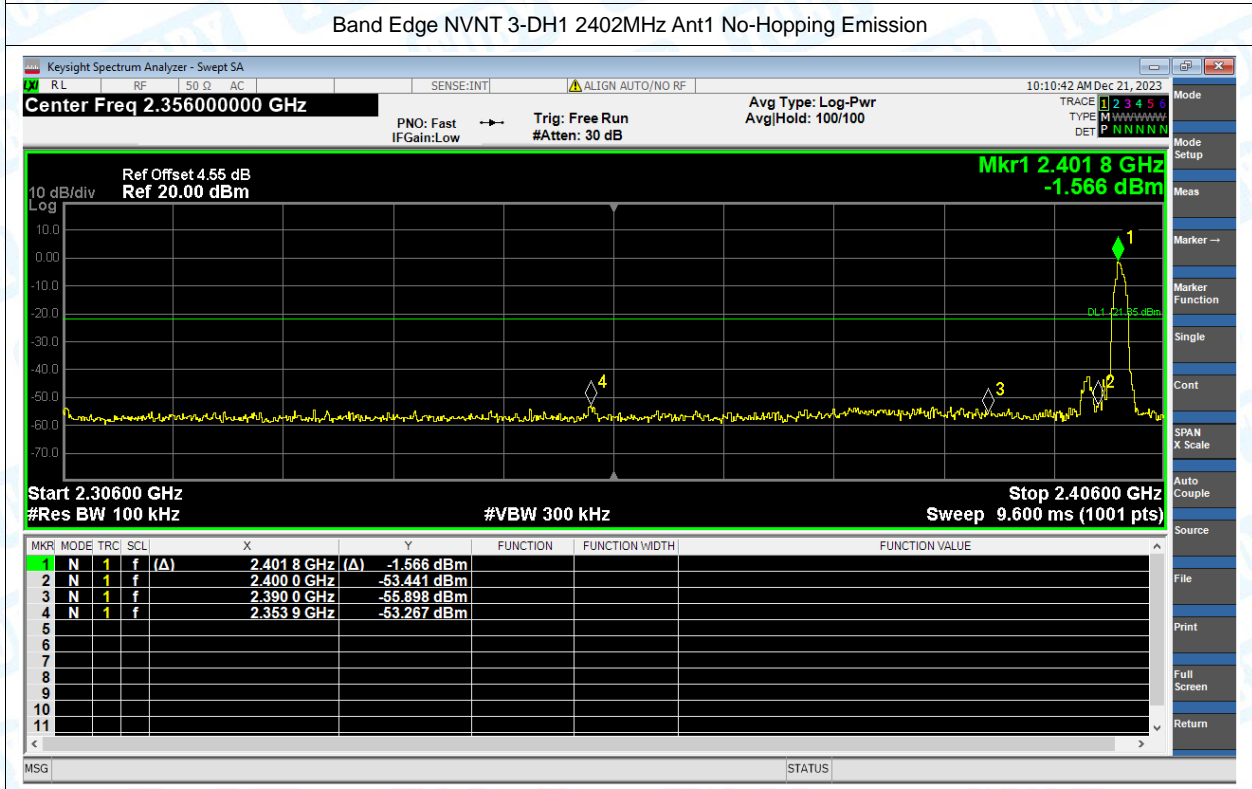 Band Edge NVNT 3-DH1 2402MHz Ant1 No-Hopping Emission
Keysight Spectrum Analyzer - Swept SA
LXI RL RF 50 Ω AC SENSE:INT ALIGN AUTO/NO RF 10:10:42 AM Dec 21, 2023
Center Freq 2.356000000 GHz
PNO: Fast
IFGain:Low
Trig: Free Run
#Atten: 30 dB
Avg Type: Log-Pwr
Avg|Hold: 100/100
TRACE 1 2 3 4 5 6
TYPE M WWWWW
DET P N N N N N
Mkr1 2.401 8 GHz
-1.566 dBm
Ref Offset 4.55 dB
10 dB/div Ref 20.00 dBm
Log
10.0
0.00
-10.0
-20.0
-30.0
-40.0
-50.0
-60.0
-70.0
1
DL1 -21.35 dBm
4
3
2
Start 2.30600 GHz
Stop 2.40600 GHz
#Res BW 100 kHz
#VBW 300 kHz
Sweep 9.600 ms (1001 pts)
MKR MODE TRC SCL X Y FUNCTION FUNCTION WIDTH FUNCTION VALUE
1 N 1 f (Δ) 2.401 8 GHz (Δ) -1.566 dBm
2 N 1 f 2.400 0 GHz -53.441 dBm
3 N 1 f 2.390 0 GHz -55.898 dBm
4 N 1 f 2.353 9 GHz -53.267 dBm
5
6
7
8
9
10
11
MSG
STATUS
Mode
Mode Setup
Meas
Marker →
Marker Function
Single
Cont
SPAN X Scale
Auto Couple
Source
File
Print
Full Screen
Return